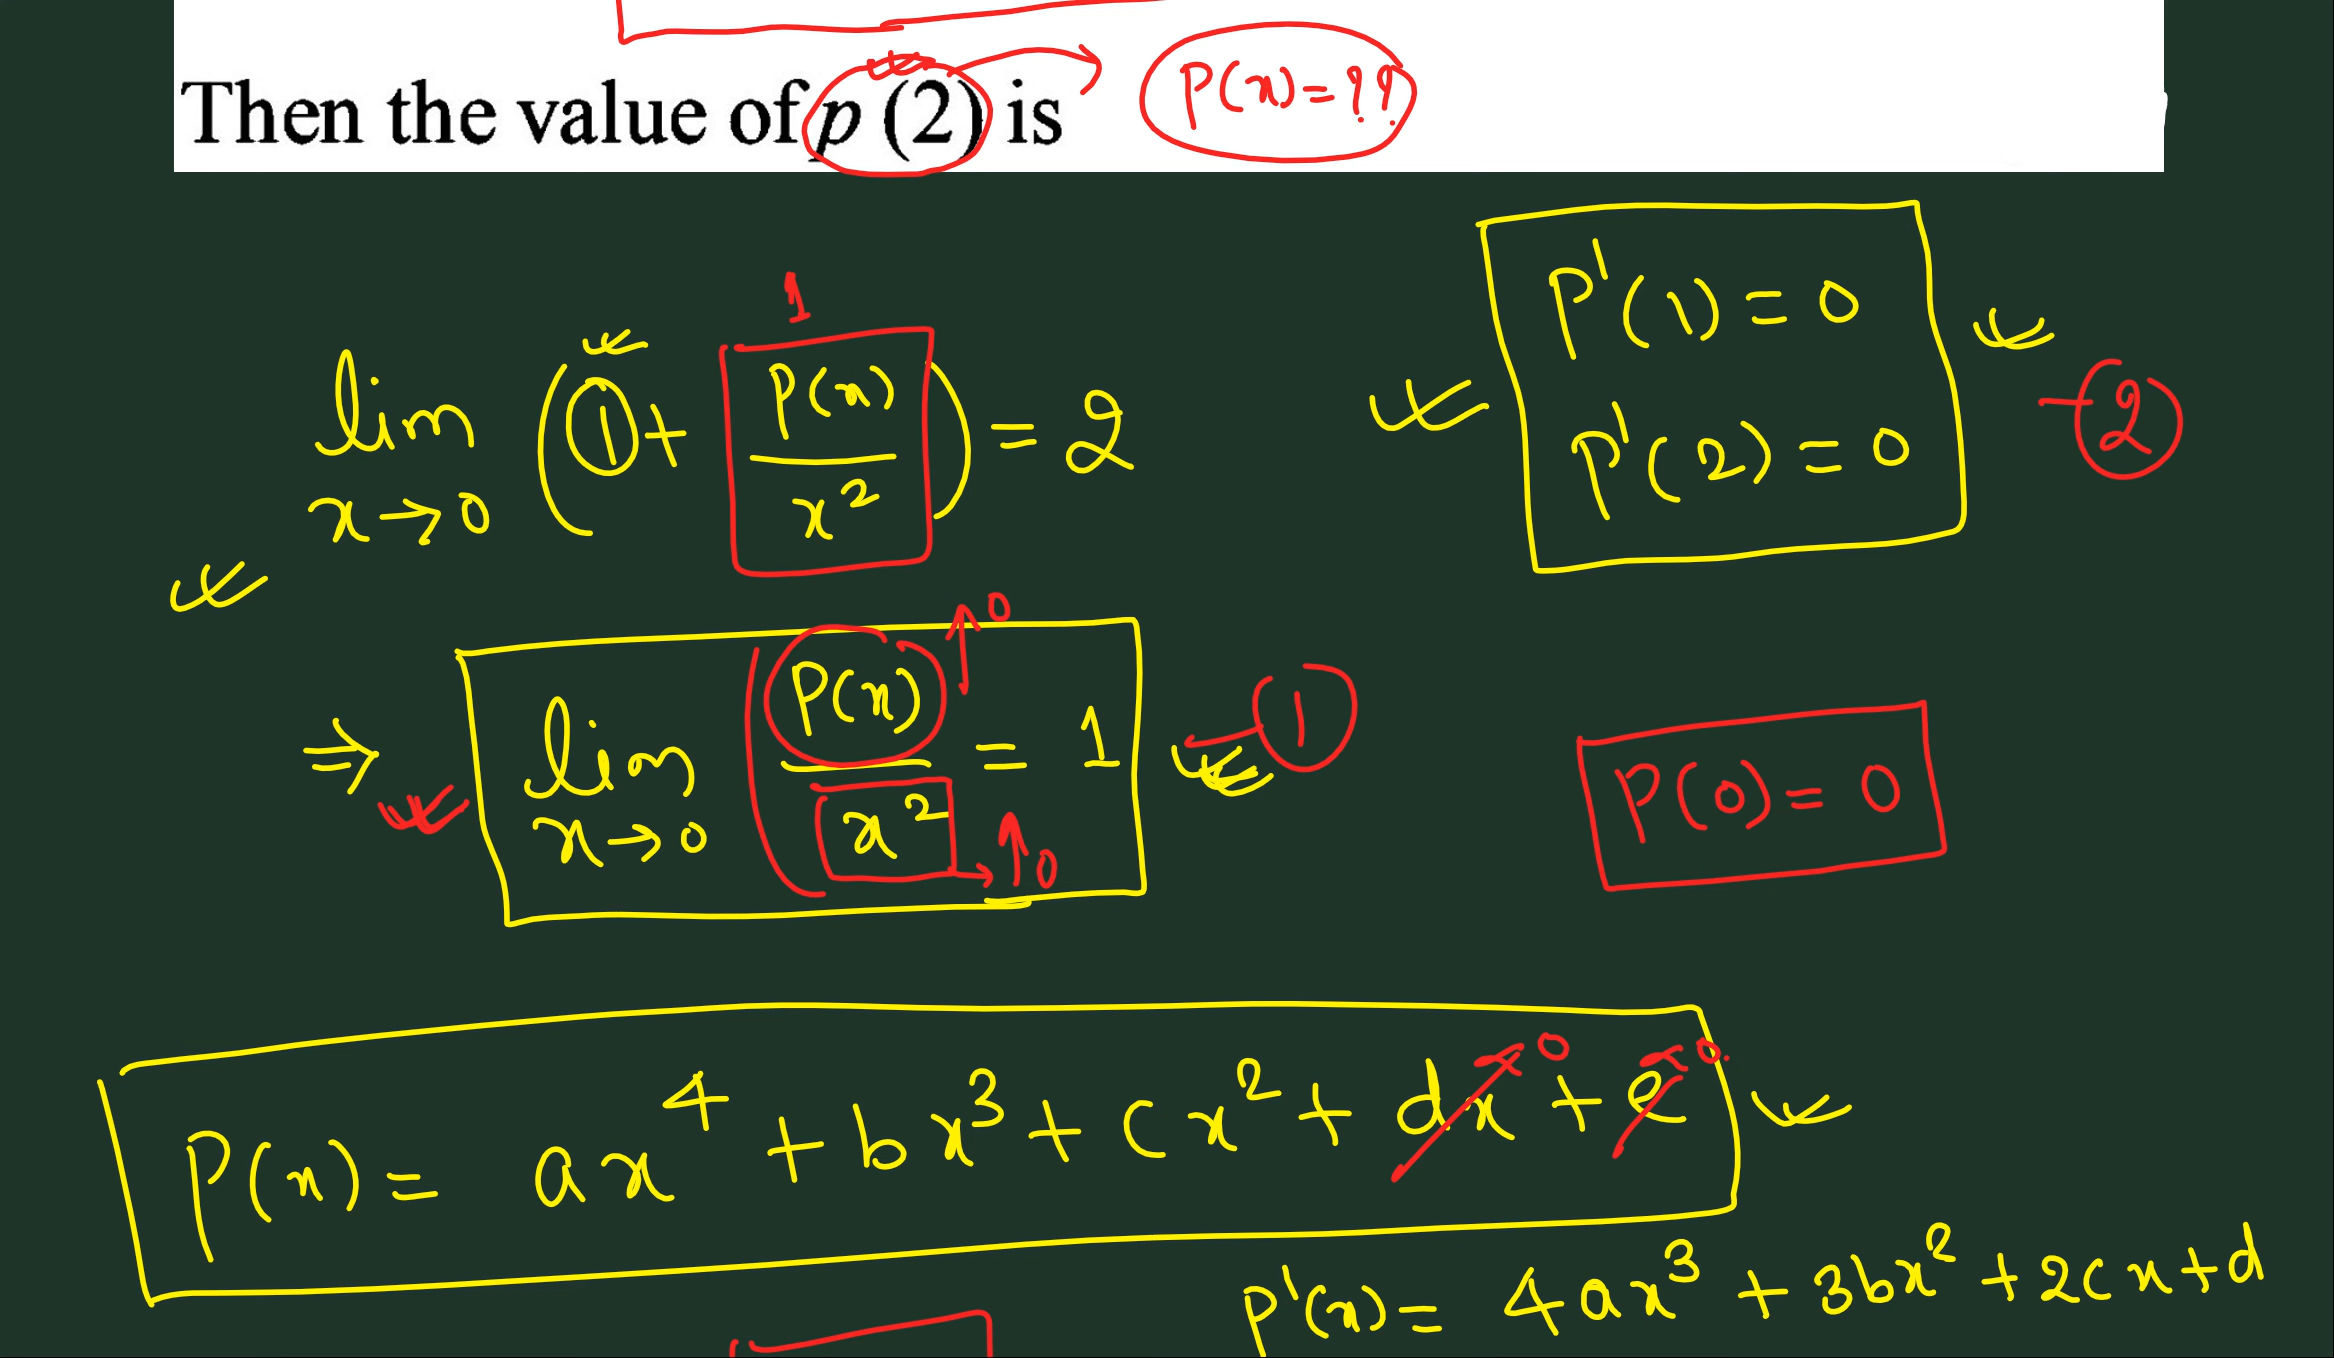 Then the value of p (2) is P(x)=??
1
lim x→0 (1 + P(x)/x²) = 2
P'(1) = 0
P'(2) = 0
-②
⇒ lim x→0 (P(x)/x²) = 1 -①
0
0
P(0) = 0
P(x) = ax⁴ + bx³ + cx² + dx + e
0 0
P'(x) = 4ax³ + 3bx² + 2cx + d